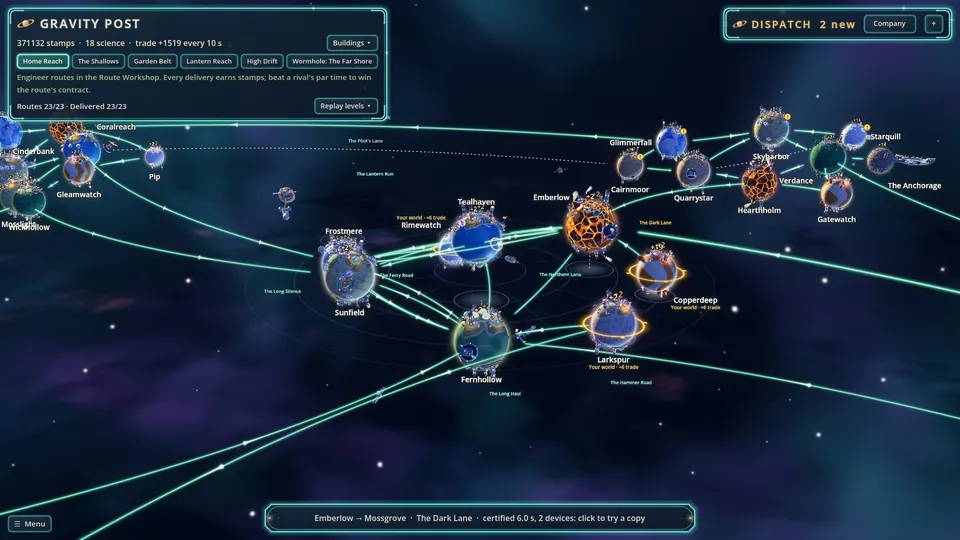 GRAVITY POST
371132 stamps · 18 science · trade +1519 every 10 s
Buildings
Home Reach
The Shallows
Garden Belt
Lantern Reach
High Drift
Wormhole: The Far Shore
Engineer routes in the Route Workshop. Every delivery earns stamps; beat a rival's par time to win
the route's contract.
Routes 23/23 · Delivered 23/23
Replay levels
DISPATCH 2 new
Company
+
Coralreach
Cinderbank
Gleamwatch
Pip
The Pilot's Lane
The Lantern Run
Glimmerfall
Cairnmoor
Quarrystar
Skyharbor
Starquill
Verdance
Hearthholm
Gatewatch
The Anchorage
Emberlow
Tealhaven
Your world · +6 trade
Rimewatch
Frostmere
The Dark Lane
The Ferry Road
The Northern Lane
The Long Silence
Sunfield
Copperdeep
Your world · +6 trade
Larkspur
Your world · +6 trade
Fernhollow
The Hammer Road
The Long Haul
Emberlow → Mossgrove · The Dark Lane · certified 6.0 s, 2 devices: click to try a copy
☰ Menu